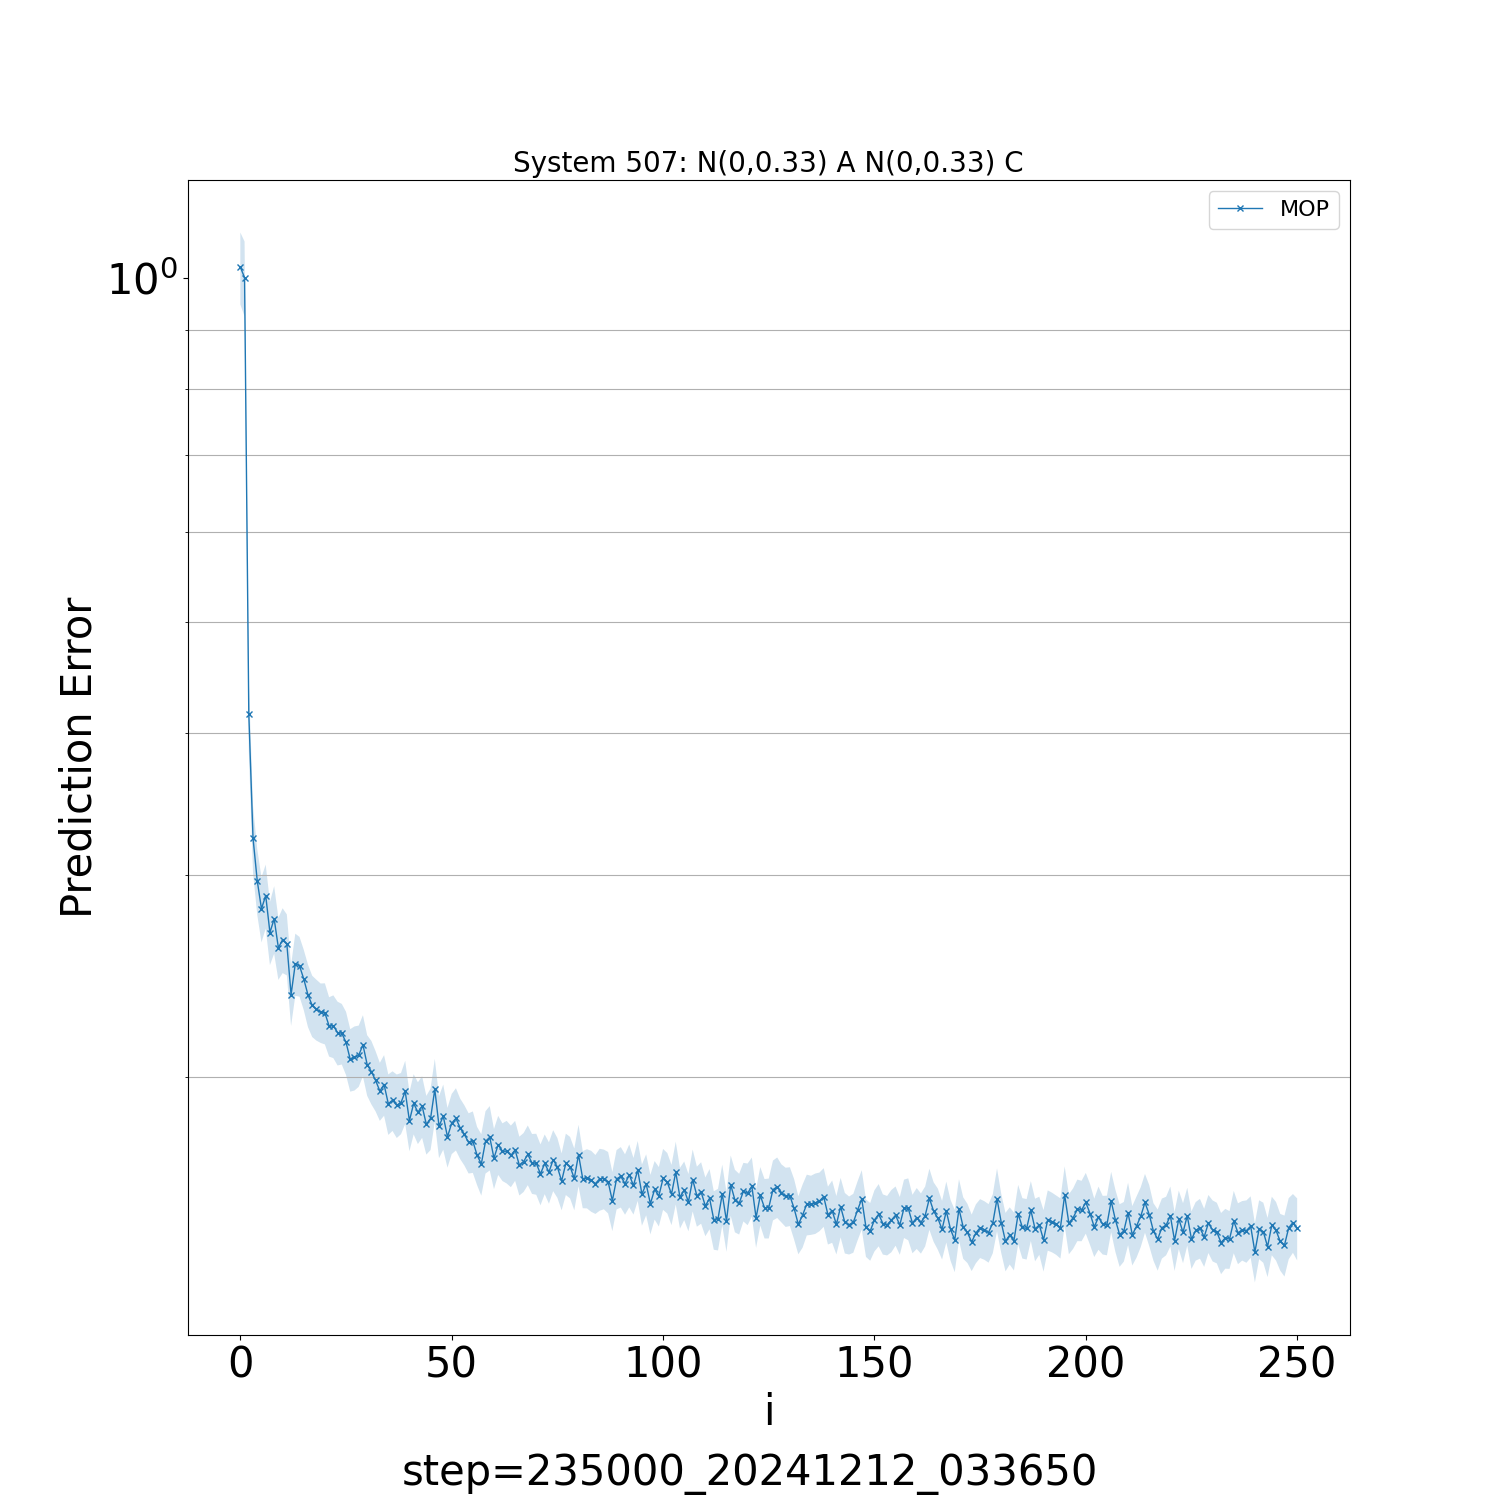 System 507: N(0,0.33) A N(0,0.33) C
MOP
10⁰
Prediction Error
0 50 100 150 200 250
i
step=235000_20241212_033650